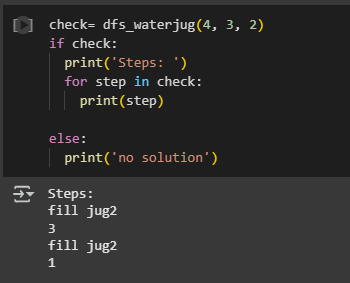 check= dfs_waterjug(4, 3, 2)
if check:
  print('Steps: ')
  for step in check:
    print(step)
else:
  print('no solution')
Steps:
fill jug2
3
fill jug2
1